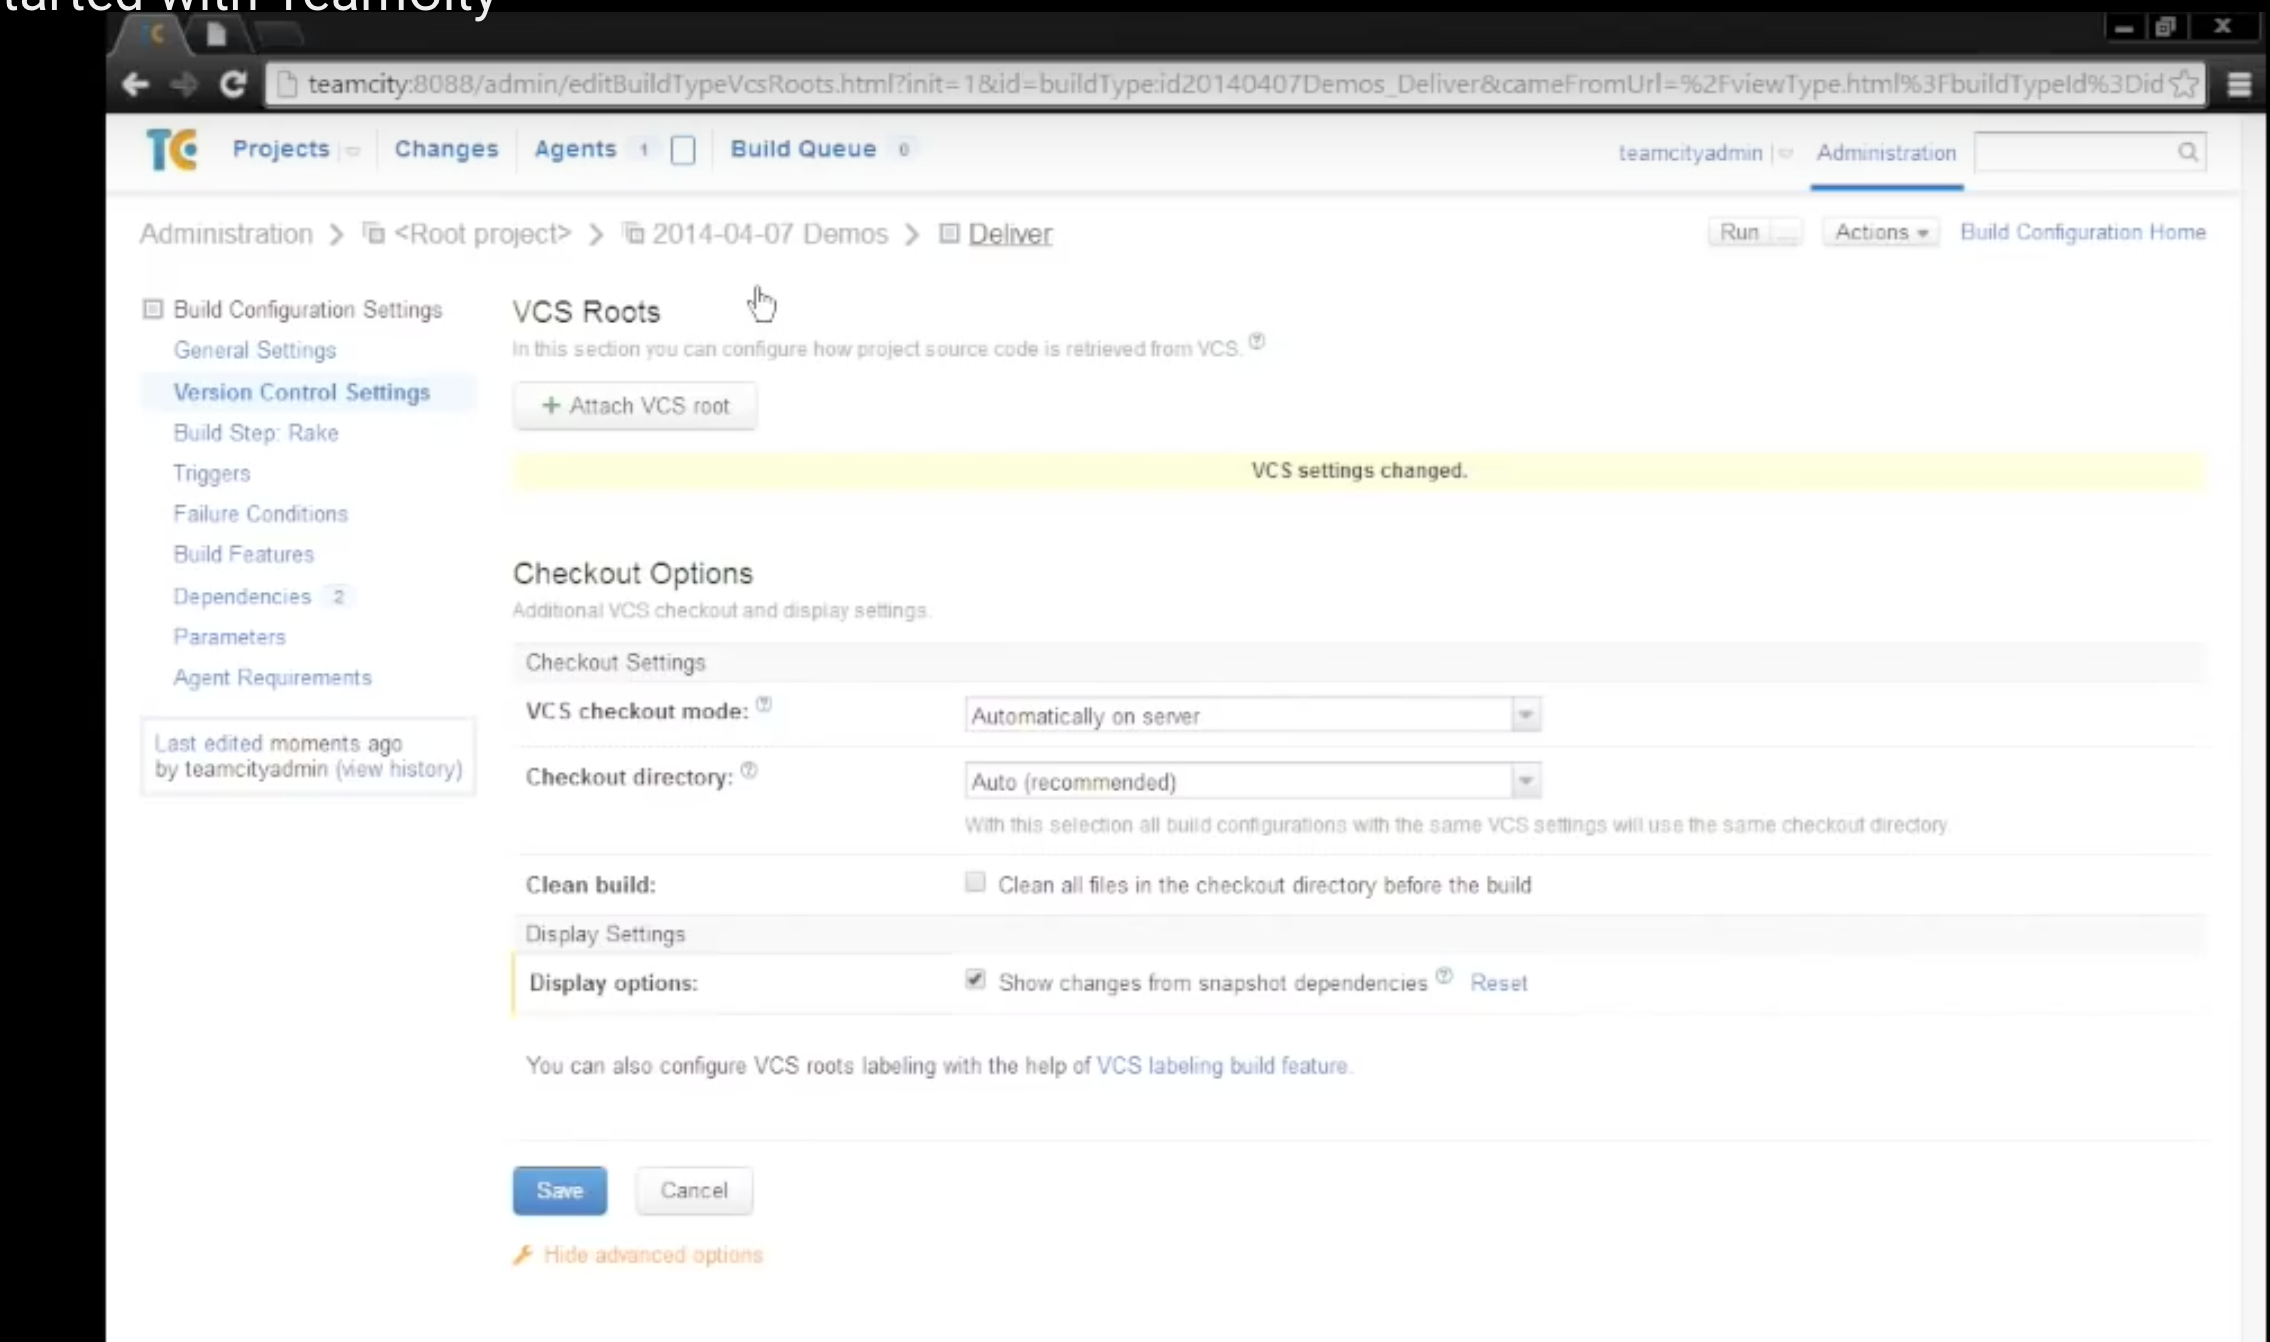 tarted with TeamCity
teamcity:8088/admin/editBuildTypeVcsRoots.html?init=1&id=buildType:id20140407Demos_Deliver&cameFromUrl=%2FviewType.html%3FbuildTypeId%3Did
TC Projects Changes Agents 1 Build Queue 0 teamcityadmin Administration
Administration > <Root project> > 2014-04-07 Demos > Deliver Run ... Actions Build Configuration Home
Build Configuration Settings
General Settings
Version Control Settings
Build Step: Rake
Triggers
Failure Conditions
Build Features
Dependencies 2
Parameters
Agent Requirements
Last edited moments ago
by teamcityadmin (view history)
VCS Roots
In this section you can configure how project source code is retrieved from VCS. ?
+ Attach VCS root
VCS settings changed.
Checkout Options
Additional VCS checkout and display settings.
Checkout Settings
VCS checkout mode: ? Automatically on server
Checkout directory: ? Auto (recommended)
With this selection all build configurations with the same VCS settings will use the same checkout directory.
Clean build: Clean all files in the checkout directory before the build
Display Settings
Display options: Show changes from snapshot dependencies ? Reset
You can also configure VCS roots labeling with the help of VCS labeling build feature.
Save Cancel
Hide advanced options